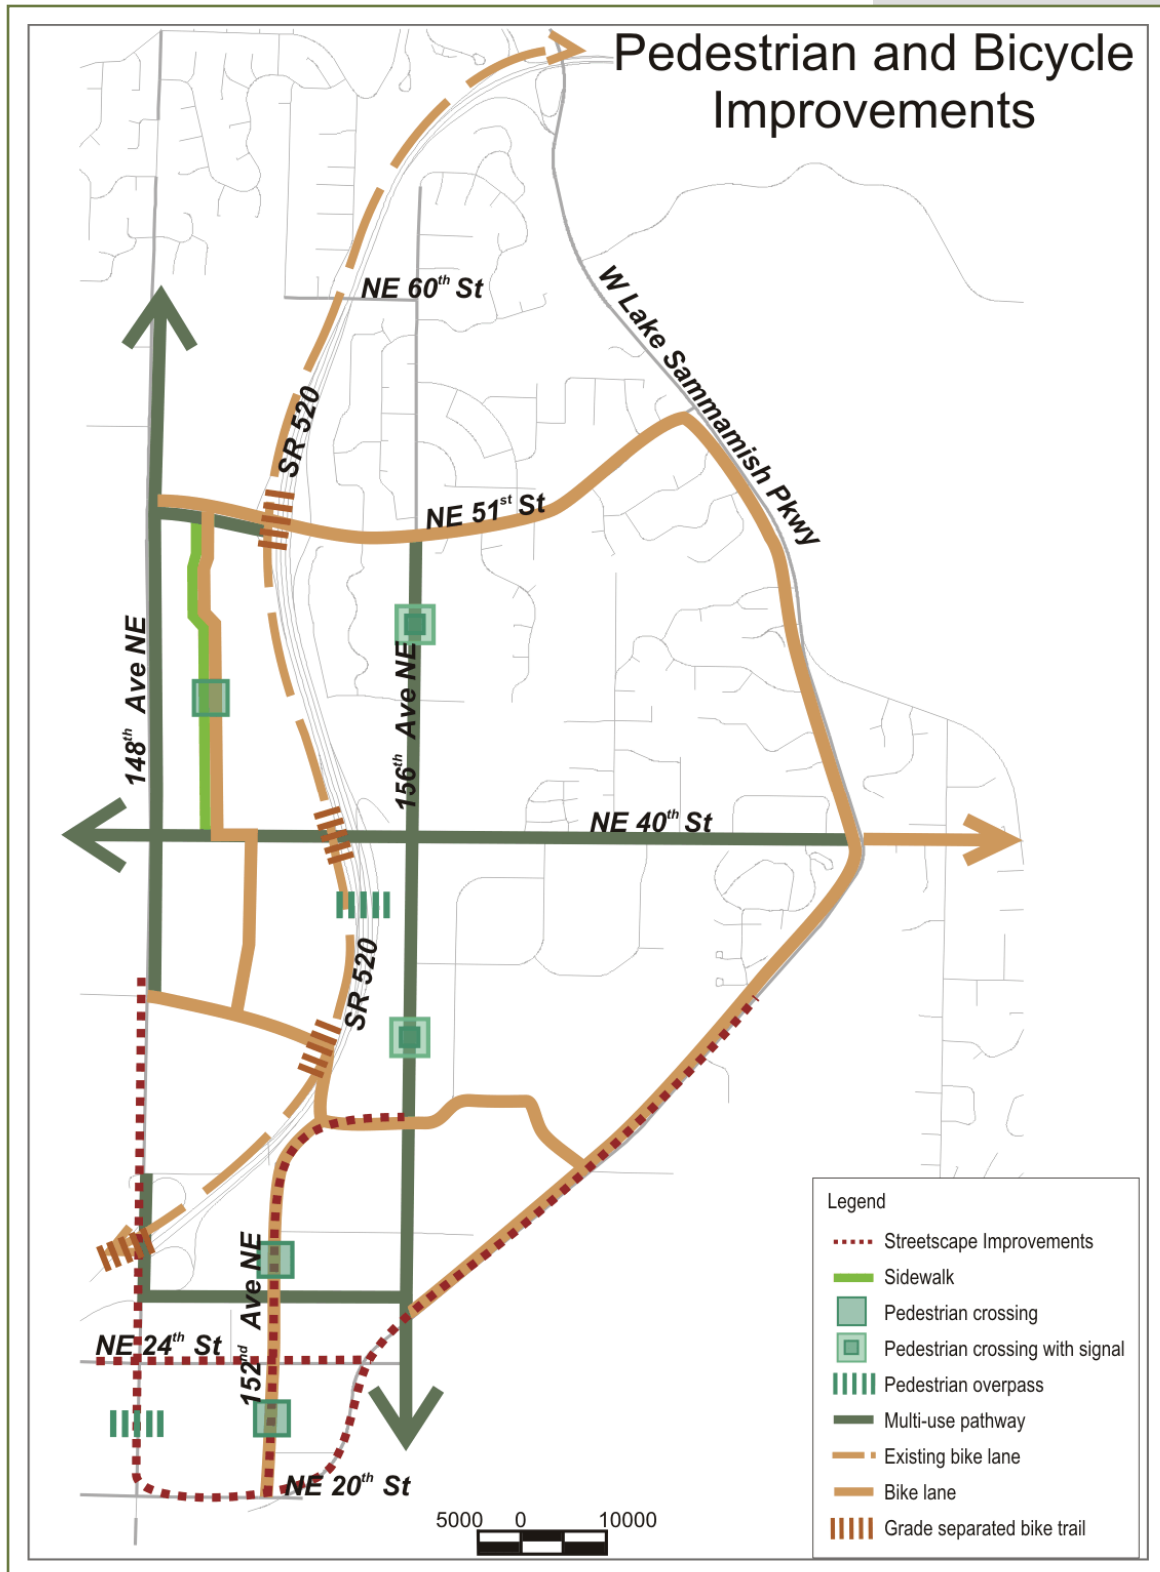 Pedestrian and Bicycle
Improvements
NE 60th St
W Lake Sammamish Pkwy
SR 520
NE 51st St
148th Ave NE
156th Ave NE
NE 40th St
SR 520
152nd Ave NE
NE 24th St
NE 20th St
5000 0 10000
Legend
Streetscape Improvements
Sidewalk
Pedestrian crossing
Pedestrian crossing with signal
Pedestrian overpass
Multi-use pathway
Existing bike lane
Bike lane
Grade separated bike trail